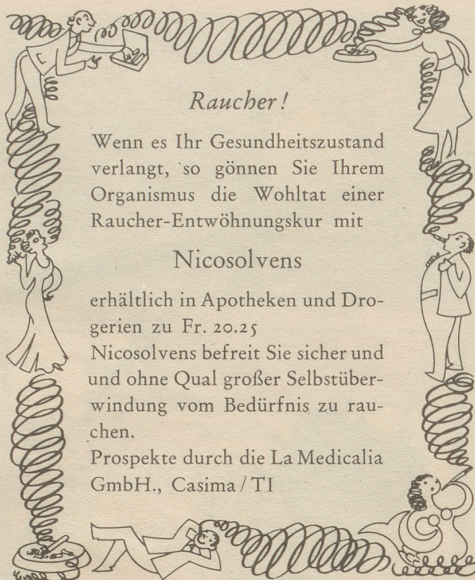 Raucher!
Wenn es Ihr Gesundheitszustand
verlangt, so gönnen Sie Ihrem
Organismus die Wohltat einer
Raucher-Entwöhnungskur mit
Nicosolvens
erhältlich in Apotheken und Dro-
gerien zu Fr. 20.25
Nicosolvens befreit Sie sicher und
und ohne Qual großer Selbstüber-
windung vom Bedürfnis zu rau-
chen.
Prospekte durch die La Medicalia
GmbH., Casima / TI